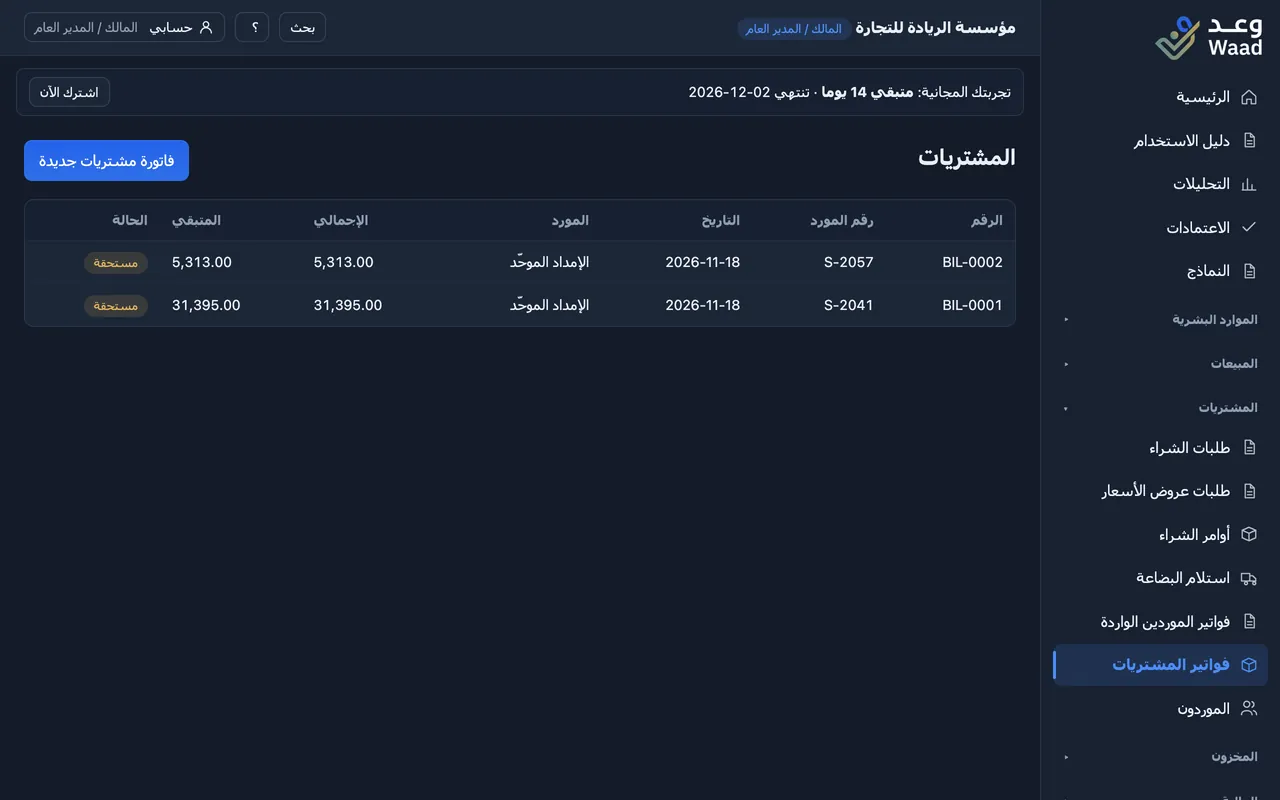 وعد
Waad
الرئيسية
دليل الاستخدام
التحليلات
الاعتمادات
النماذج
الموارد البشرية
المبيعات
المشتريات
طلبات الشراء
طلبات عروض الأسعار
أوامر الشراء
استلام البضاعة
فواتير الموردين الواردة
فواتير المشتريات
الموردون
المخزون
مؤسسة الريادة للتجارة المالك / المدير العام
بحث ؟ حسابي المالك / المدير العام
تجربتك المجانية: متبقي 14 يوما · تنتهي 02-12-2026
اشترك الآن
المشتريات
فاتورة مشتريات جديدة
الرقم رقم المورد التاريخ المورد الإجمالي المتبقي الحالة
BIL-0002 S-2057 2026-11-18 الإمداد الموحّد 5,313.00 5,313.00 مستحقة
BIL-0001 S-2041 2026-11-18 الإمداد الموحّد 31,395.00 31,395.00 مستحقة